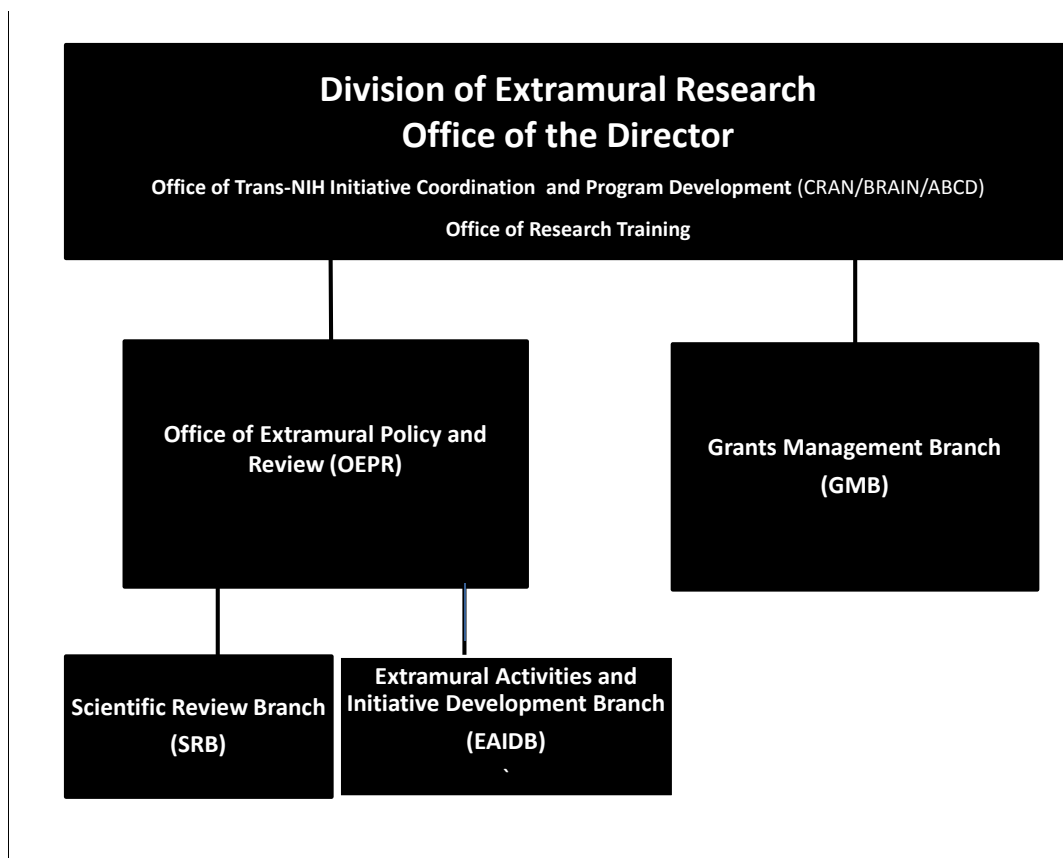 Division of Extramural Research
Office of the Director
Office of Trans-NIH Initiative Coordination  and Program Development (CRAN/BRAIN/ABCD)
Office of Research Training
Office of Extramural Policy and
Review (OEPR)
Grants Management Branch
(GMB)
Scientific Review Branch
(SRB)
Extramural Activities and
Initiative Development Branch
(EAIDB)
`